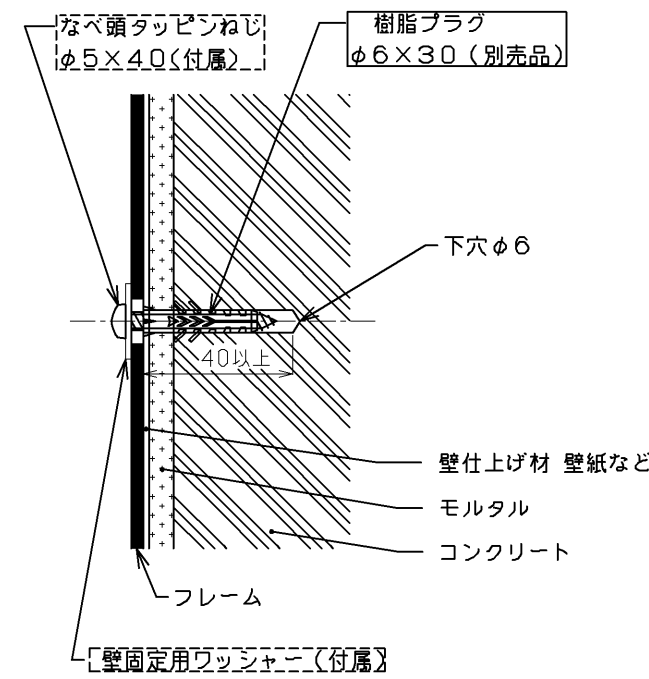 なべ頭タッピンねじ
φ5×40(付属)
樹脂プラグ
φ6×30(別売品)
下穴φ6
40以上
壁仕上げ材 壁紙など
モルタル
コンクリート
フレーム
壁固定用ワッシャー(付属)